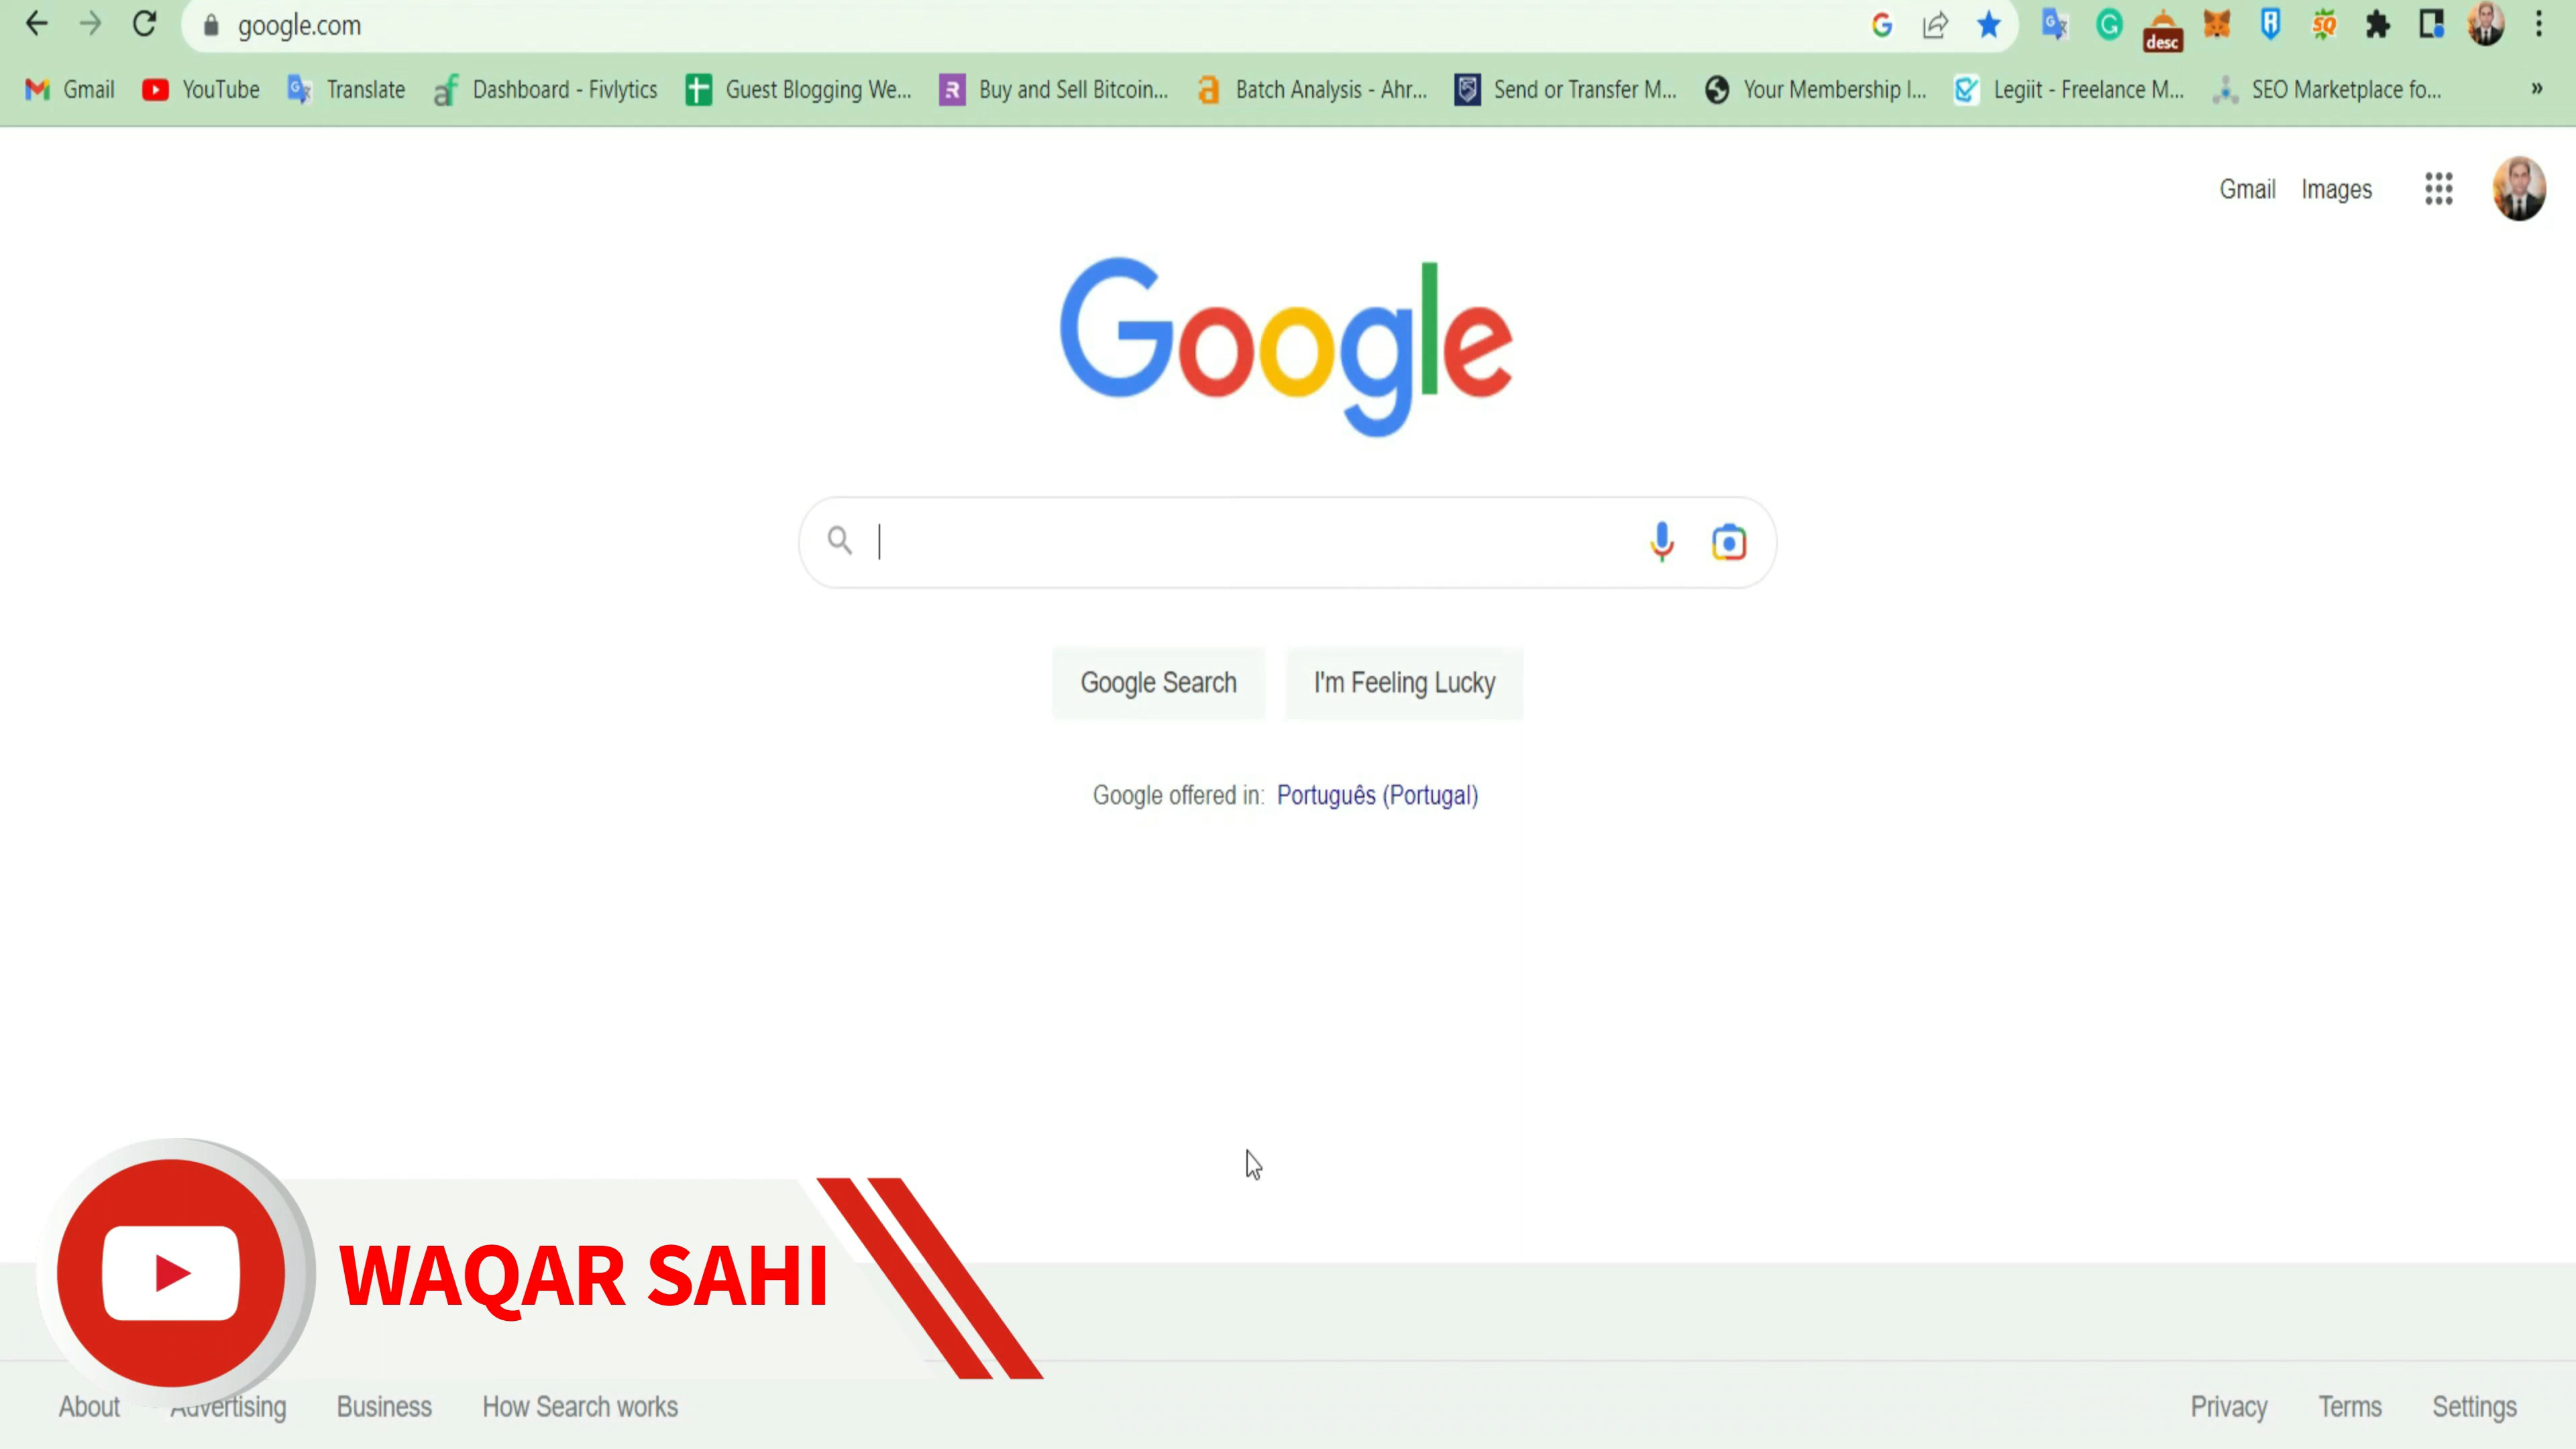 google.com
desc
Gmail YouTube Translate Dashboard - Fivlytics Guest Blogging We... Buy and Sell Bitcoin... Batch Analysis - Ahr... Send or Transfer M... Your Membership I... Legiit - Freelance M... SEO Marketplace fo... »
Gmail Images
Google
Google Search I'm Feeling Lucky
Google offered in: Português (Portugal)
WAQAR SAHI
About Advertising Business How Search works Privacy Terms Settings